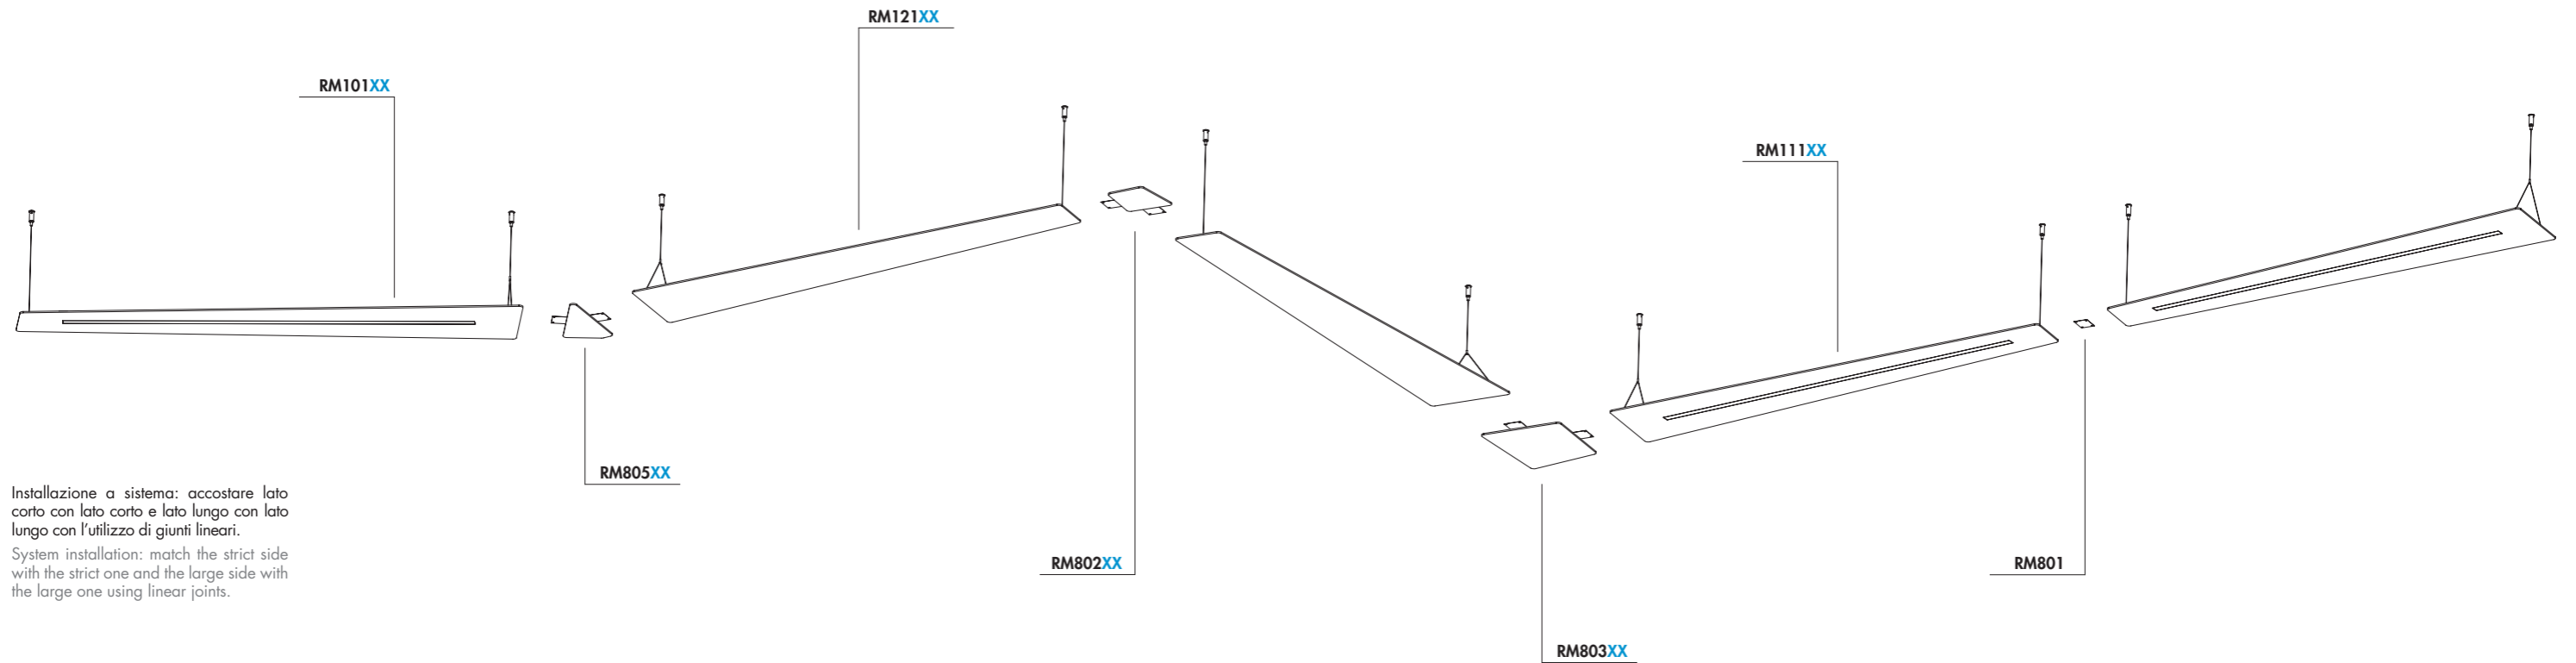 RM121XX
RM101XX
RM111XX
RM805XX
Installazione a sistema: accostare lato
corto con lato corto e lato lungo con lato
lungo con l'utilizzo di giunti lineari.
System installation: match the strict side
with the strict one and the large side with
the large one using linear joints.
RM802XX
RM801
RM803XX